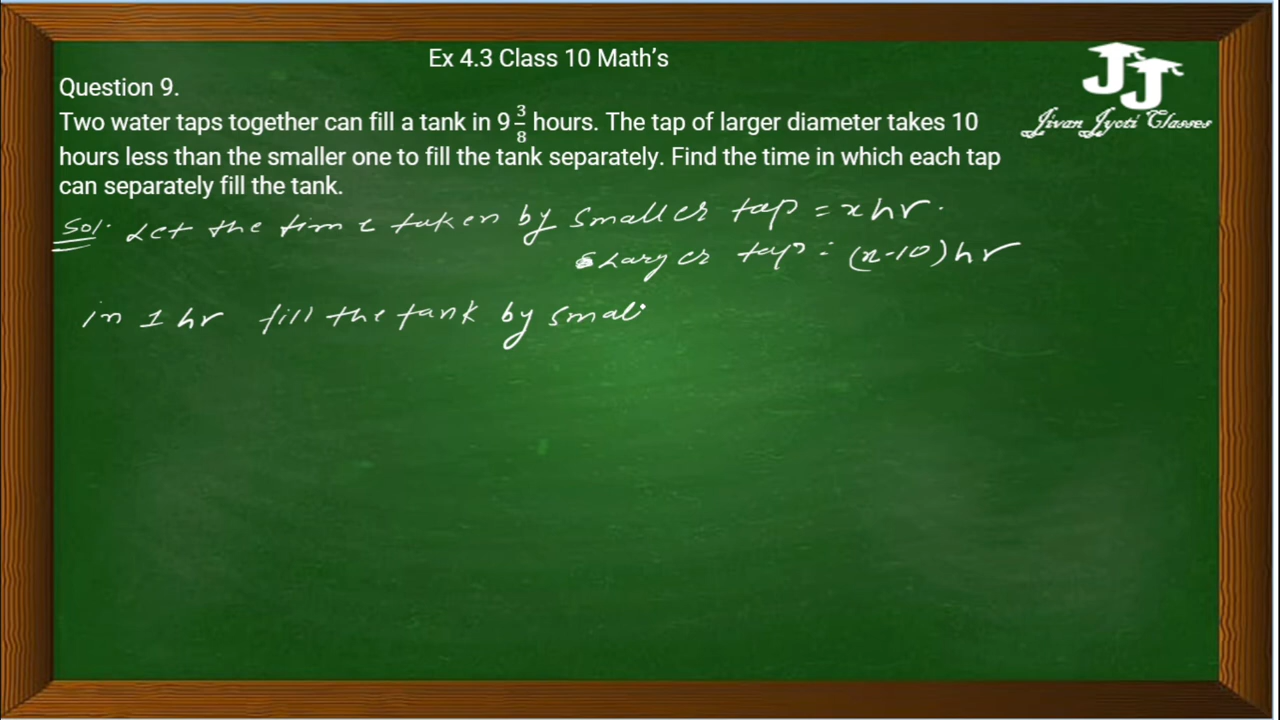 Ex 4.3 Class 10 Math's
JJ
Jivan Jyoti Classes
Question 9.
Two water taps together can fill a tank in 9 3/8 hours. The tap of larger diameter takes 10
hours less than the smaller one to fill the tank separately. Find the time in which each tap
can separately fill the tank.
Sol. Let the time taken by smaller tap = x hr.
Larger tap = (x-10) hr
in 1 hr fill the tank by smal